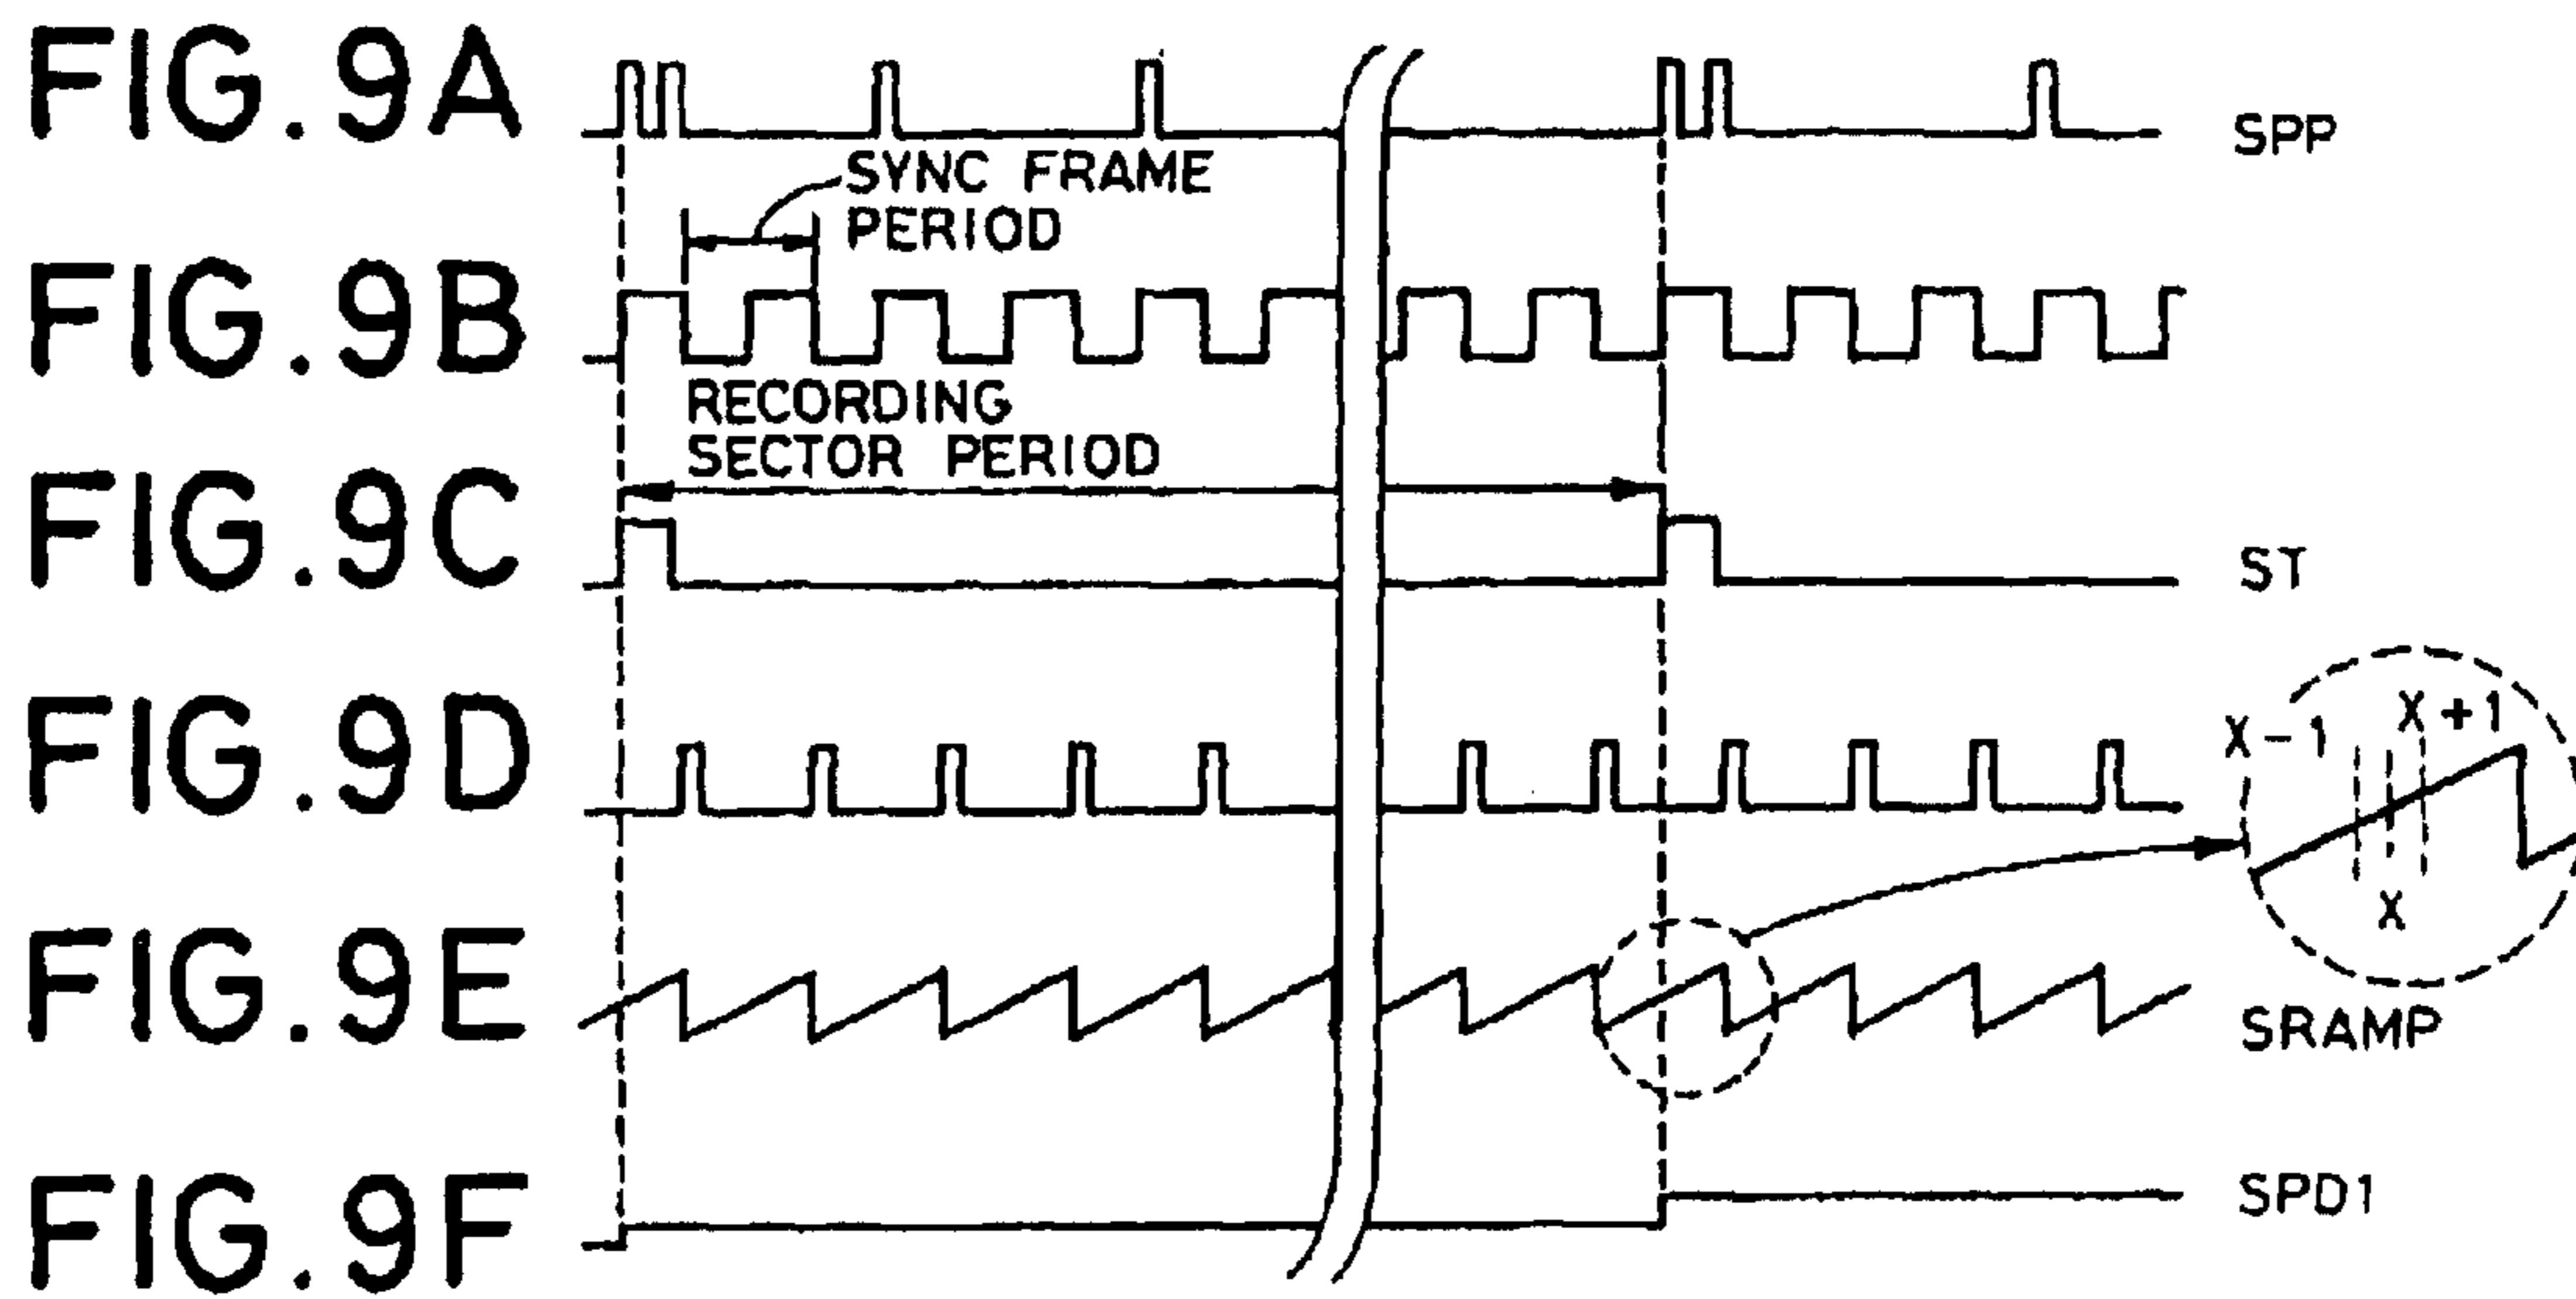 FIG.9A
SPP
SYNC FRAME
PERIOD
FIG.9B
RECORDING
SECTOR PERIOD
FIG.9C
ST
FIG.9D
X-1
X+1
X
FIG.9E
SRAMP
FIG.9F
SPD1